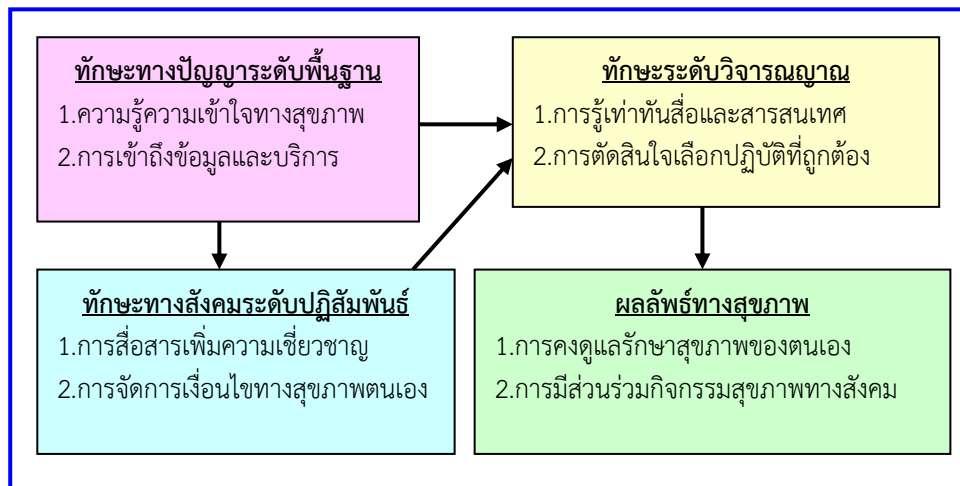 ทักษะทางปัญญาระดับพื้นฐาน
1.ความรู้ความเข้าใจทางสุขภาพ
2.การเข้าถึงข้อมูลและบริการ
ทักษะระดับวิจารณญาณ
1.การรู้เท่าทันสื่อและสารสนเทศ
2.การตัดสินใจเลือกปฏิบัติที่ถูกต้อง
ทักษะทางสังคมระดับปฏิสัมพันธ์
1.การสื่อสารเพิ่มความเชี่ยวชาญ
2.การจัดการเงื่อนไขทางสุขภาพตนเอง
ผลลัพธ์ทางสุขภาพ
1.การคงดูแลรักษาสุขภาพของตนเอง
2.การมีส่วนร่วมกิจกรรมสุขภาพทางสังคม